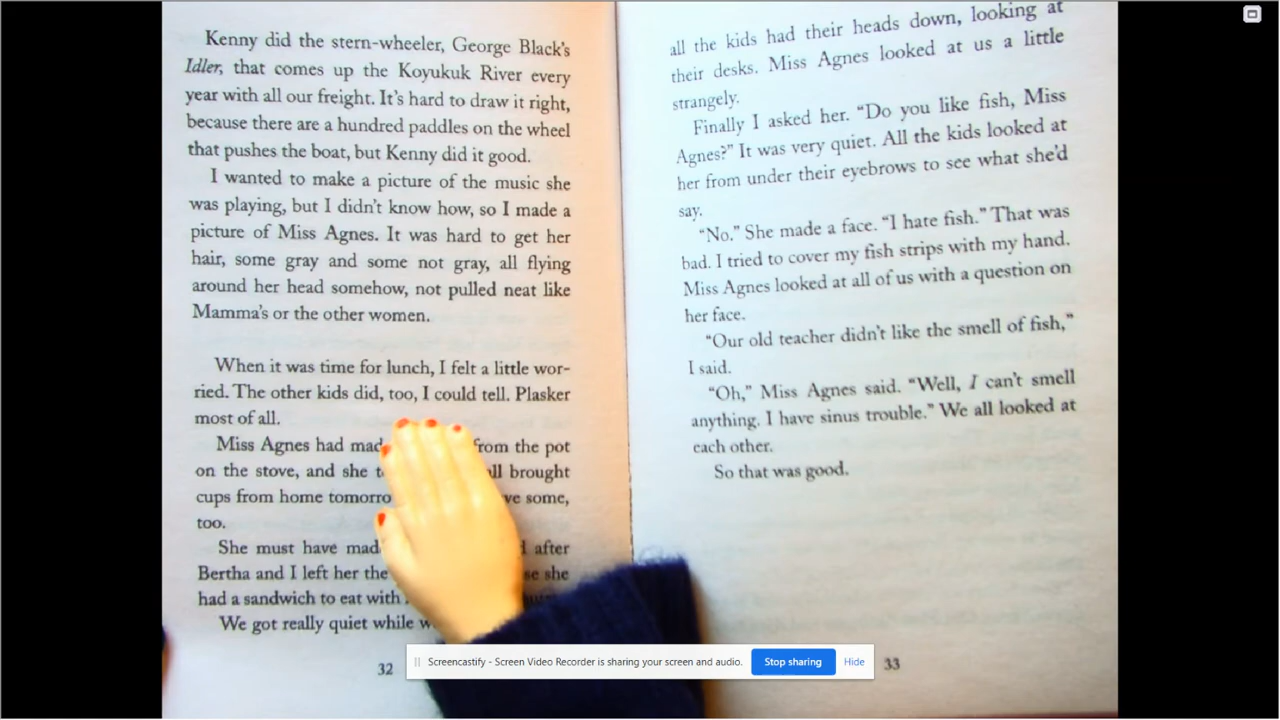 Kenny did the stern-wheeler, George Black's
Idler, that comes up the Koyukuk River every
year with all our freight. It's hard to draw it right,
because there are a hundred paddles on the wheel
that pushes the boat, but Kenny did it good.
I wanted to make a picture of the music she
was playing, but I didn't know how, so I made a
picture of Miss Agnes. It was hard to get her
hair, some gray and some not gray, all flying
around her head somehow, not pulled neat like
Mamma's or the other women.
When it was time for lunch, I felt a little wor-
ried. The other kids did, too, I could tell. Plasker
most of all.
Miss Agnes had from the pot
on the stove, and she brought
cups from home some,
too.
She must have after
Bertha and I left her she
had a sandwich to eat with
We got really quiet while
32
all the kids had their heads down, looking at
their desks. Miss Agnes looked at us a little
strangely.
Finally I asked her. “Do you like fish, Miss
Agnes?” It was very quiet. All the kids looked at
her from under their eyebrows to see what she'd
say.
“No.” She made a face. “I hate fish.” That was
bad. I tried to cover my fish strips with my hand.
Miss Agnes looked at all of us with a question on
her face.
“Our old teacher didn't like the smell of fish,”
I said.
“Oh,” Miss Agnes said. “Well, I can't smell
anything. I have sinus trouble.” We all looked at
each other.
So that was good.
33
Screencastify - Screen Video Recorder is sharing your screen and audio. Stop sharing Hide